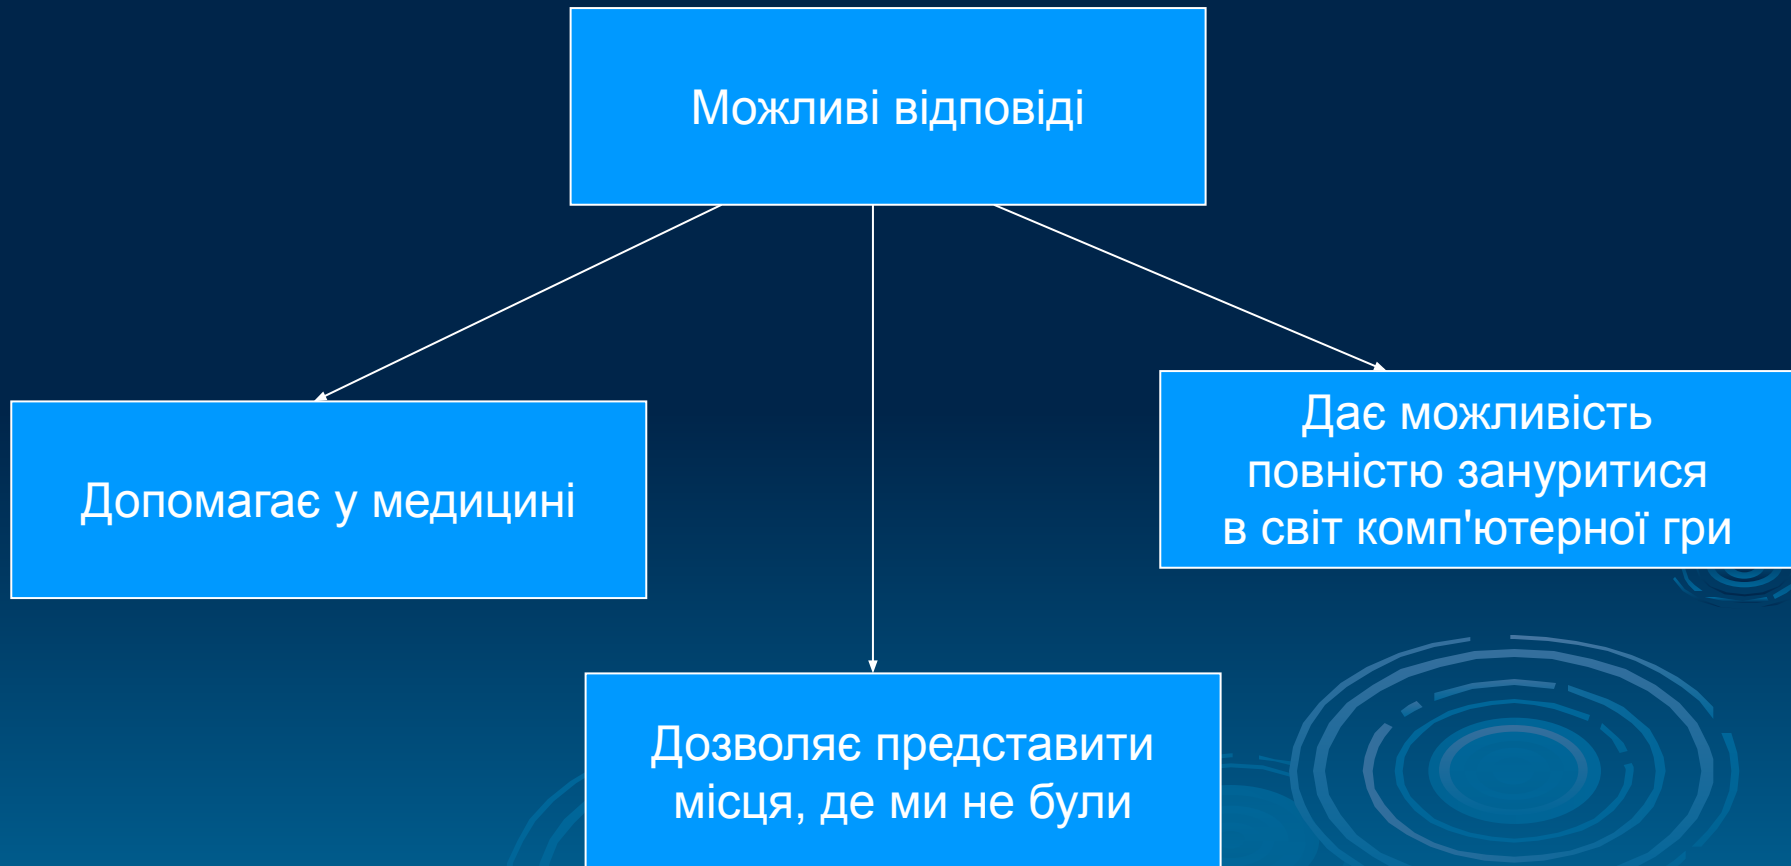 Можливі відповіді
Допомагає у медицині
Дає можливість
повністю зануритися
в світ комп'ютерної гри
Дозволяє представити
місця, де ми не були